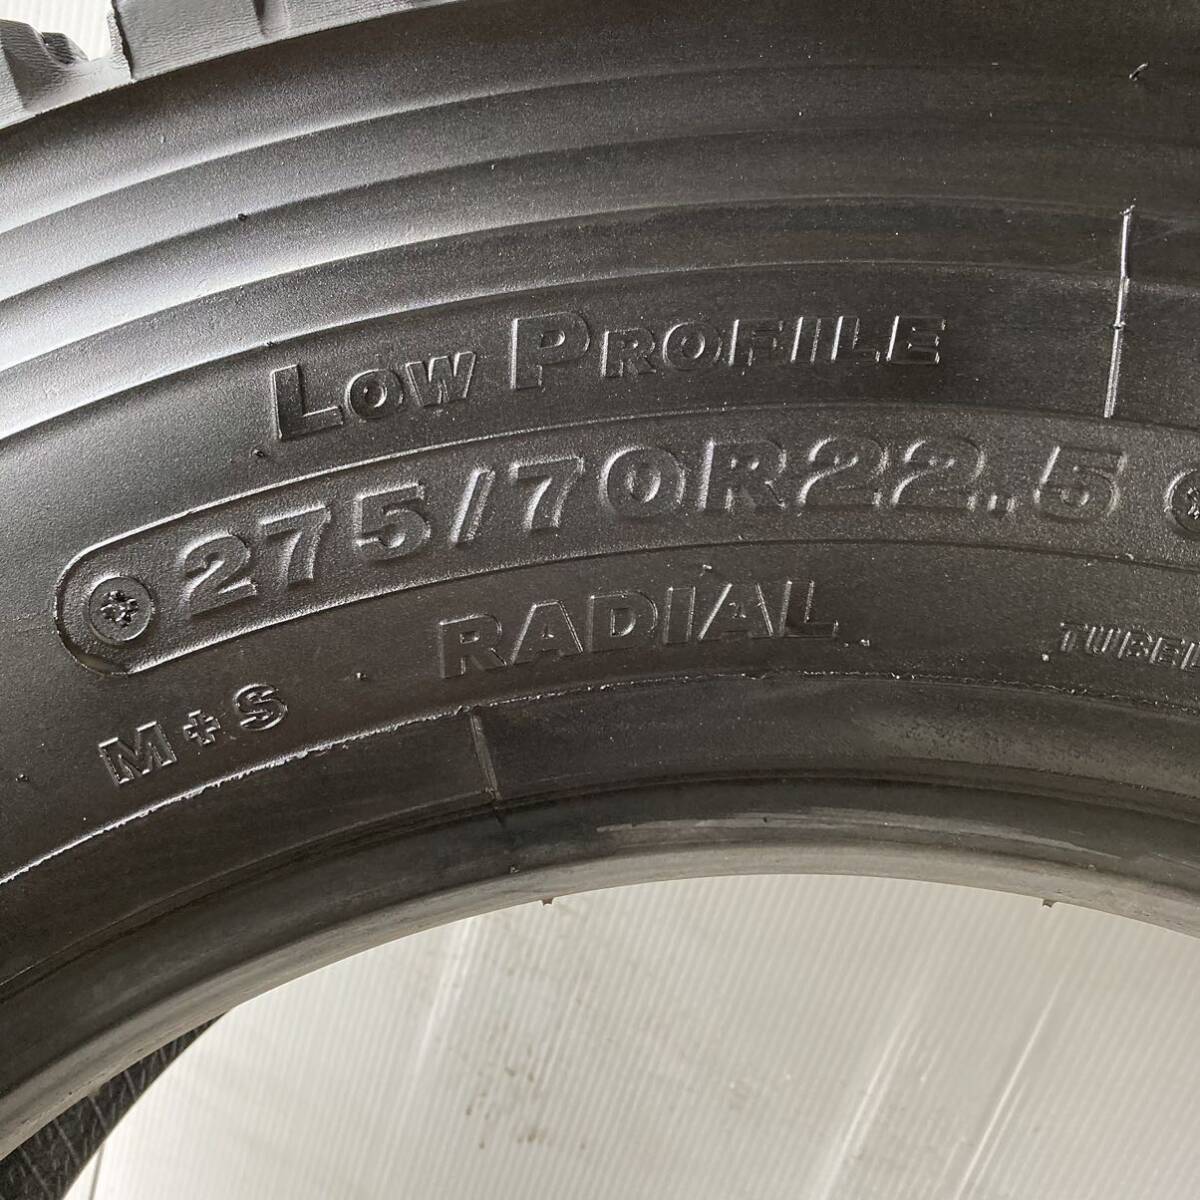 LOW PROFILE
275/70R22.5
RADIAL
M+S